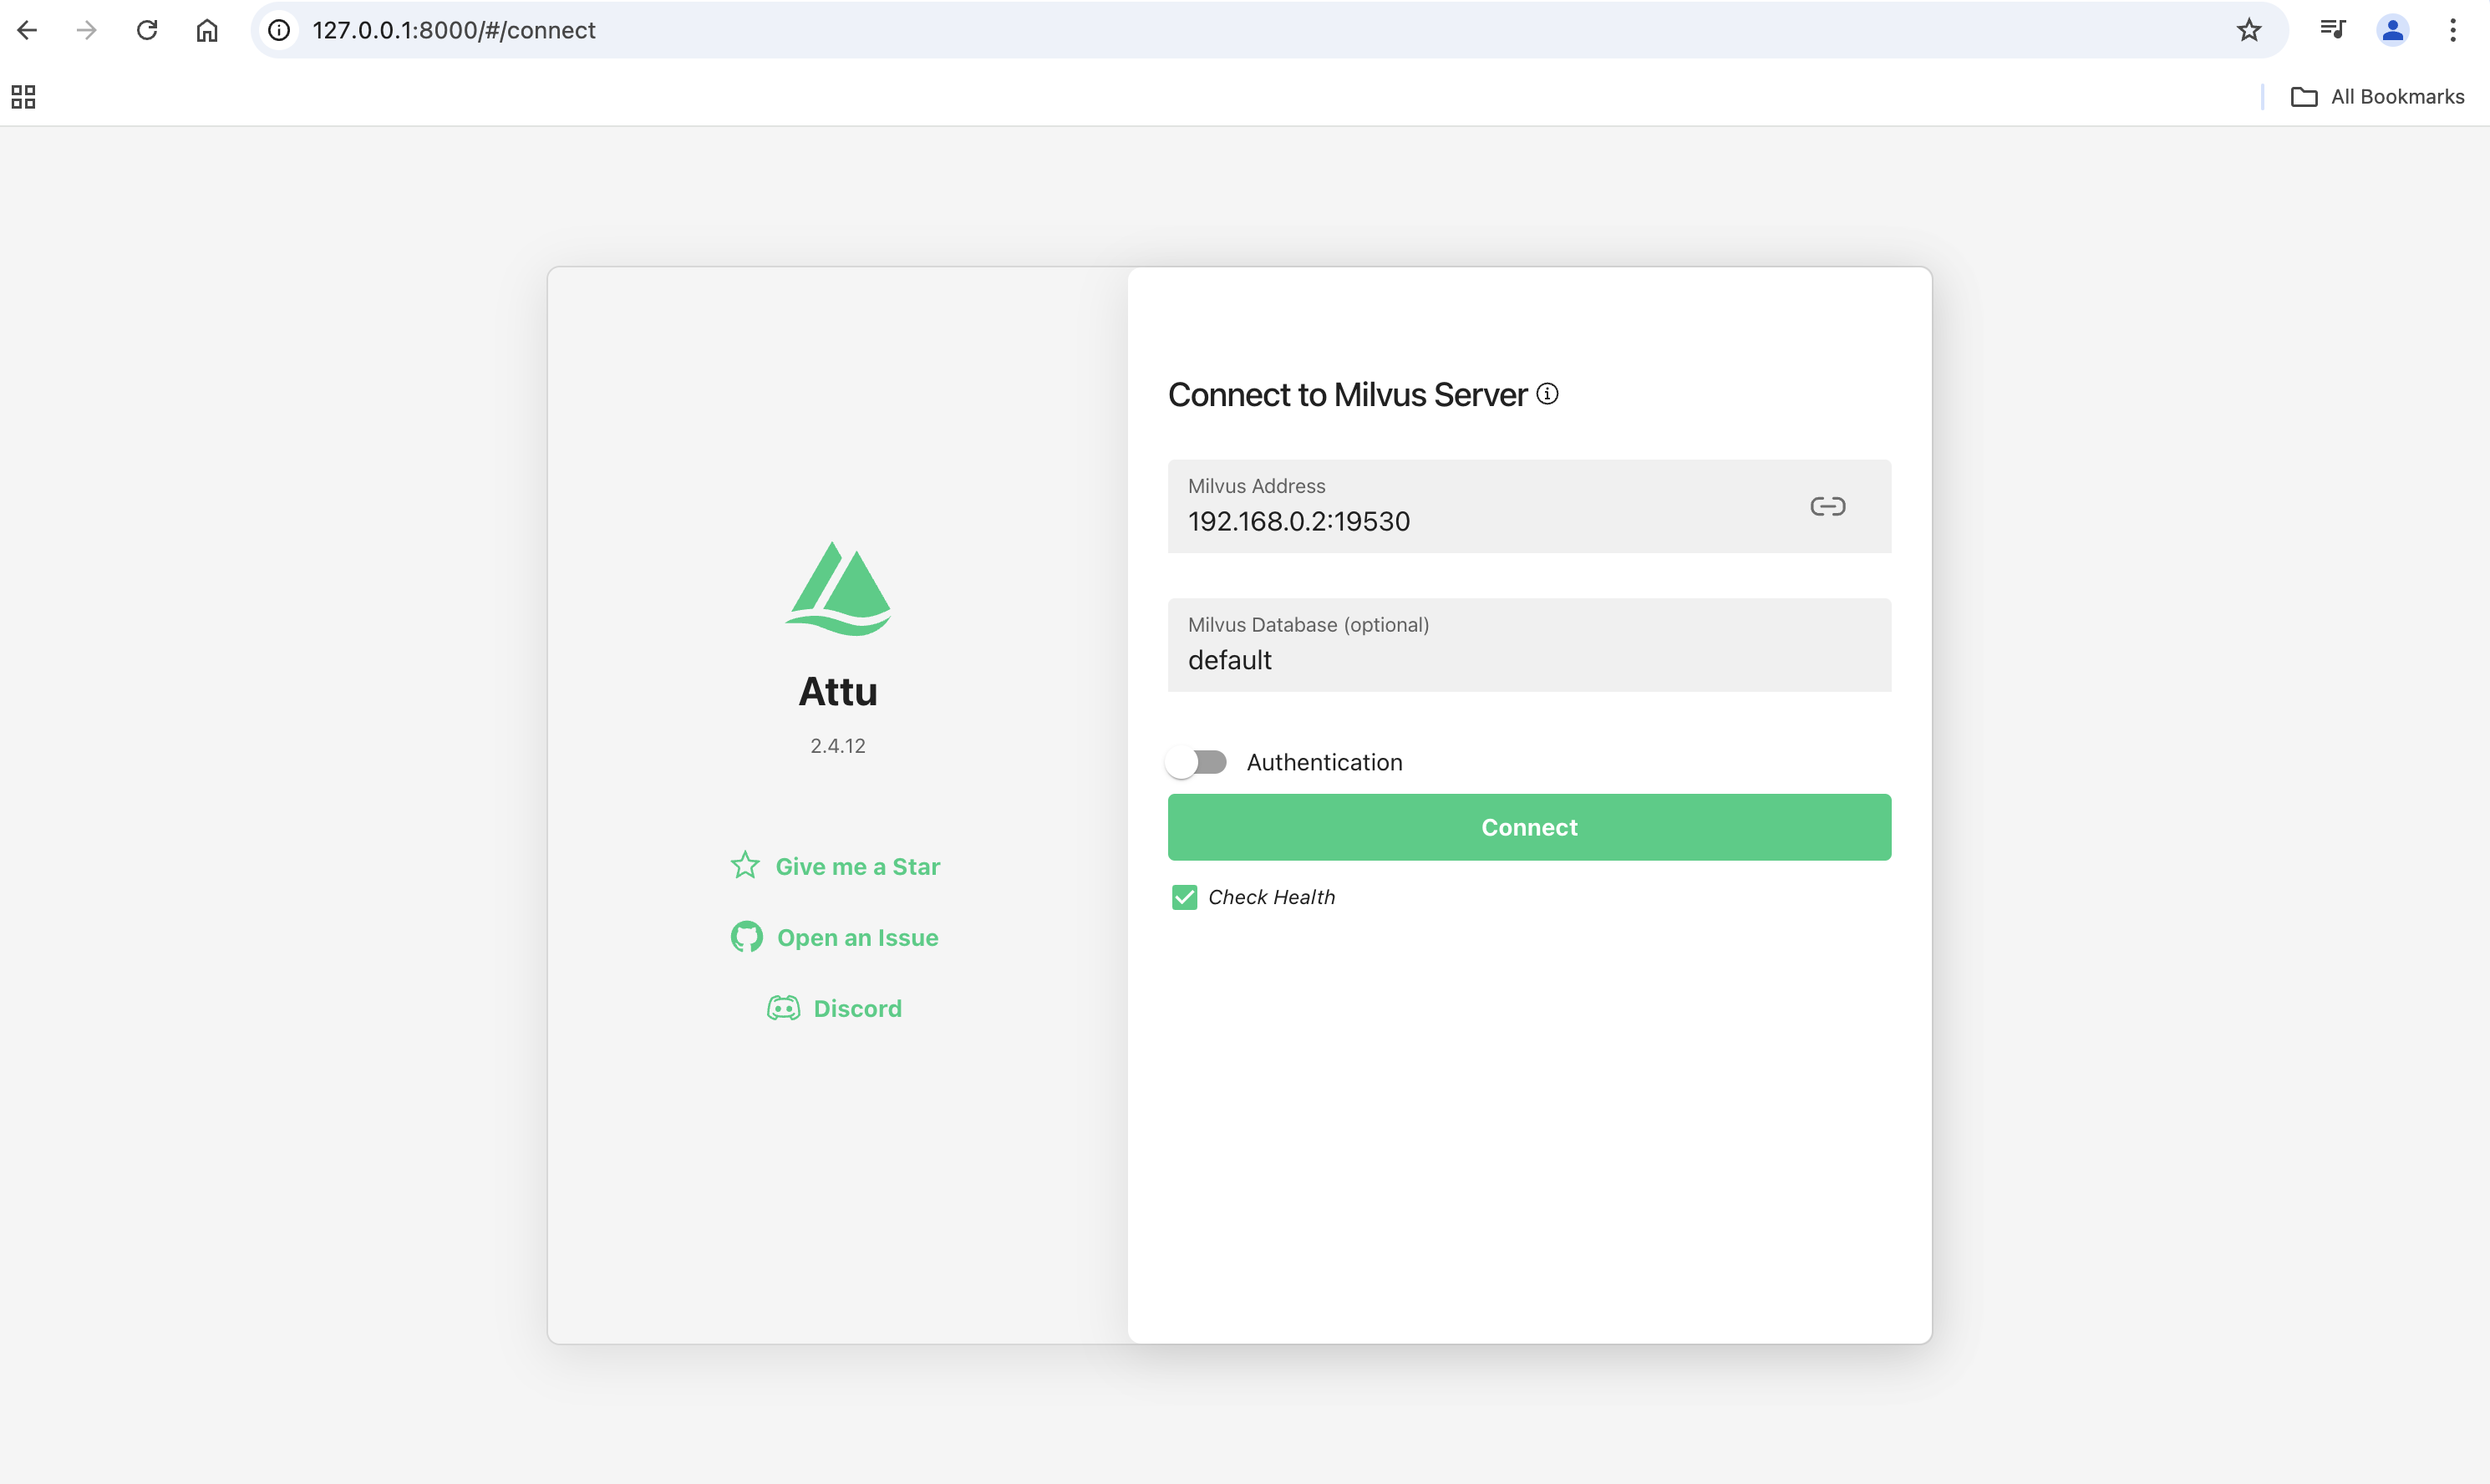 127.0.0.1:8000/#/connect
All Bookmarks
Attu
2.4.12
Give me a Star
Open an Issue
Discord
Connect to Milvus Server
Milvus Address
192.168.0.2:19530
Milvus Database (optional)
default
Authentication
Connect
Check Health